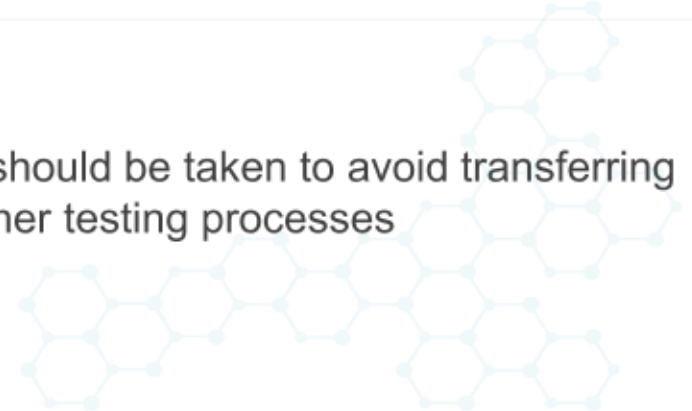 should be taken to avoid transferring
her testing processes